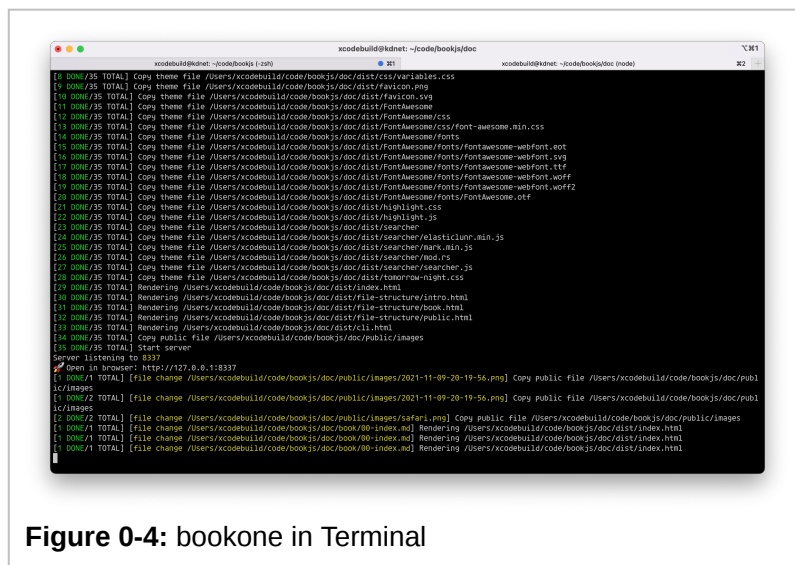 xcodebuild@kdnet: ~/code/bookjs/doc
⌥⌘1
xcodebuild@kdnet: ~/code/bookjs (-zsh)
⌘1
xcodebuild@kdnet: ~/code/bookjs/doc (node)
⌘2 +
[8 DONE/35 TOTAL] Copy theme file /Users/xcodebuild/code/bookjs/doc/dist/css/variables.css
[9 DONE/35 TOTAL] Copy theme file /Users/xcodebuild/code/bookjs/doc/dist/favicon.png
[10 DONE/35 TOTAL] Copy theme file /Users/xcodebuild/code/bookjs/doc/dist/favicon.svg
[11 DONE/35 TOTAL] Copy theme file /Users/xcodebuild/code/bookjs/doc/dist/FontAwesome
[12 DONE/35 TOTAL] Copy theme file /Users/xcodebuild/code/bookjs/doc/dist/FontAwesome/css
[13 DONE/35 TOTAL] Copy theme file /Users/xcodebuild/code/bookjs/doc/dist/FontAwesome/css/font-awesome.min.css
[14 DONE/35 TOTAL] Copy theme file /Users/xcodebuild/code/bookjs/doc/dist/FontAwesome/fonts
[15 DONE/35 TOTAL] Copy theme file /Users/xcodebuild/code/bookjs/doc/dist/FontAwesome/fonts/fontawesome-webfont.eot
[16 DONE/35 TOTAL] Copy theme file /Users/xcodebuild/code/bookjs/doc/dist/FontAwesome/fonts/fontawesome-webfont.svg
[17 DONE/35 TOTAL] Copy theme file /Users/xcodebuild/code/bookjs/doc/dist/FontAwesome/fonts/fontawesome-webfont.ttf
[18 DONE/35 TOTAL] Copy theme file /Users/xcodebuild/code/bookjs/doc/dist/FontAwesome/fonts/fontawesome-webfont.woff
[19 DONE/35 TOTAL] Copy theme file /Users/xcodebuild/code/bookjs/doc/dist/FontAwesome/fonts/fontawesome-webfont.woff2
[20 DONE/35 TOTAL] Copy theme file /Users/xcodebuild/code/bookjs/doc/dist/FontAwesome/fonts/FontAwesome.otf
[21 DONE/35 TOTAL] Copy theme file /Users/xcodebuild/code/bookjs/doc/dist/highlight.css
[22 DONE/35 TOTAL] Copy theme file /Users/xcodebuild/code/bookjs/doc/dist/highlight.js
[23 DONE/35 TOTAL] Copy theme file /Users/xcodebuild/code/bookjs/doc/dist/searcher
[24 DONE/35 TOTAL] Copy theme file /Users/xcodebuild/code/bookjs/doc/dist/searcher/elasticlunr.min.js
[25 DONE/35 TOTAL] Copy theme file /Users/xcodebuild/code/bookjs/doc/dist/searcher/mark.min.js
[26 DONE/35 TOTAL] Copy theme file /Users/xcodebuild/code/bookjs/doc/dist/searcher/mod.rs
[27 DONE/35 TOTAL] Copy theme file /Users/xcodebuild/code/bookjs/doc/dist/searcher/searcher.js
[28 DONE/35 TOTAL] Copy theme file /Users/xcodebuild/code/bookjs/doc/dist/tomorrow-night.css
[29 DONE/35 TOTAL] Rendering /Users/xcodebuild/code/bookjs/doc/dist/index.html
[30 DONE/35 TOTAL] Rendering /Users/xcodebuild/code/bookjs/doc/dist/file-structure/intro.html
[31 DONE/35 TOTAL] Rendering /Users/xcodebuild/code/bookjs/doc/dist/file-structure/book.html
[32 DONE/35 TOTAL] Rendering /Users/xcodebuild/code/bookjs/doc/dist/file-structure/public.html
[33 DONE/35 TOTAL] Rendering /Users/xcodebuild/code/bookjs/doc/dist/cli.html
[34 DONE/35 TOTAL] Copy public file /Users/xcodebuild/code/bookjs/doc/public/images
[35 DONE/35 TOTAL] Start server
Server listening to 8337
🚀 Open in browser: http://127.0.0.1:8337
[1 DONE/1 TOTAL] [file change /Users/xcodebuild/code/bookjs/doc/public/images/2021-11-09-20-19-56.png] Copy public file /Users/xcodebuild/code/bookjs/doc/publ
ic/images
[1 DONE/2 TOTAL] [file change /Users/xcodebuild/code/bookjs/doc/public/images/2021-11-09-20-19-56.png] Copy public file /Users/xcodebuild/code/bookjs/doc/publ
ic/images
[2 DONE/2 TOTAL] [file change /Users/xcodebuild/code/bookjs/doc/public/images/safari.png] Copy public file /Users/xcodebuild/code/bookjs/doc/public/images
[1 DONE/1 TOTAL] [file change /Users/xcodebuild/code/bookjs/doc/book/00-index.md] Rendering /Users/xcodebuild/code/bookjs/doc/dist/index.html
[1 DONE/1 TOTAL] [file change /Users/xcodebuild/code/bookjs/doc/book/00-index.md] Rendering /Users/xcodebuild/code/bookjs/doc/dist/index.html
[1 DONE/1 TOTAL] [file change /Users/xcodebuild/code/bookjs/doc/book/00-index.md] Rendering /Users/xcodebuild/code/bookjs/doc/dist/index.html
Figure 0-4: bookone in Terminal